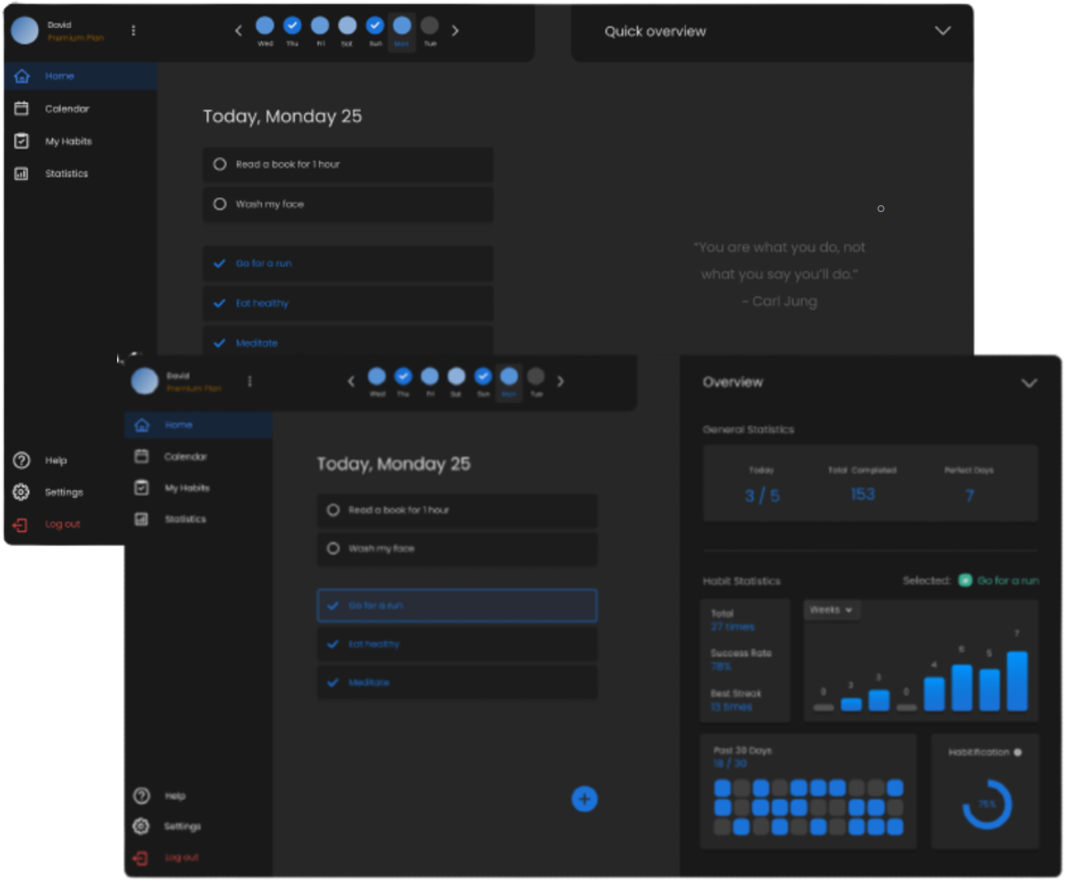 David
Premium Plan
Wed Thu Fri Sat Sun Mon Tue
Quick overview
Home
Calendar
My Habits
Statistics
Today, Monday 25
Read a book for 1 hour
Wash my face
Go for a run
Eat healthy
Meditate
"You are what you do, not
what you say you'll do."
- Carl Jung
Help
Settings
Log out
David
Premium Plan
Wed Thu Fri Sat Sun Mon Tue
Overview
Home
Calendar
My Habits
Statistics
Today, Monday 25
Read a book for 1 hour
Wash my face
Go for a run
Eat healthy
Meditate
Help
Settings
Log out
General Statistics
Today Total Completed Perfect Days
3 / 5 153 7
Habit Statistics Selected: Go for a run
Total
27 times
Success Rate
78%
Best Streak
13 times
Weeks
0 2 3 0 4 6 5 7
Past 30 Days
18 / 30
Habitification
75%